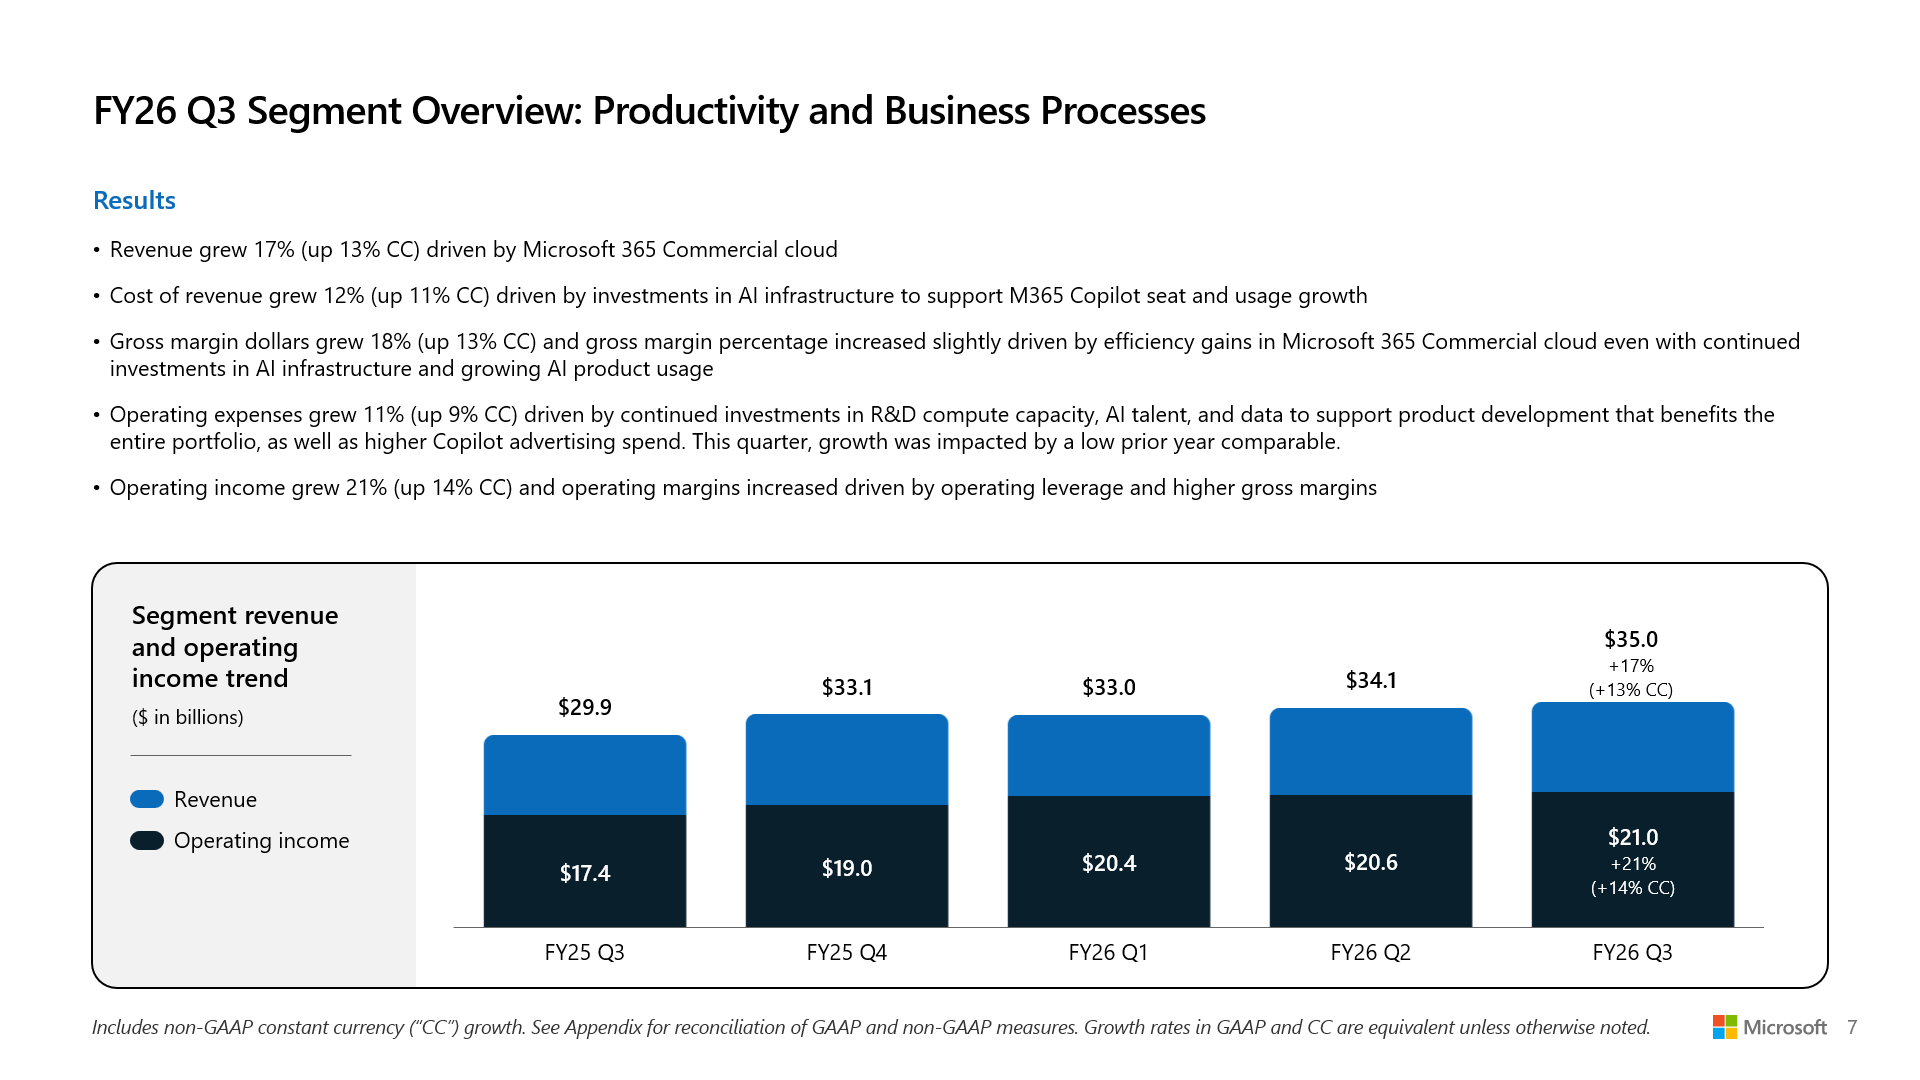 FY26 Q3 Segment Overview: Productivity and Business Processes
Results
• Revenue grew 17% (up 13% CC) driven by Microsoft 365 Commercial cloud
• Cost of revenue grew 12% (up 11% CC) driven by investments in AI infrastructure to support M365 Copilot seat and usage growth
• Gross margin dollars grew 18% (up 13% CC) and gross margin percentage increased slightly driven by efficiency gains in Microsoft 365 Commercial cloud even with continued
investments in AI infrastructure and growing AI product usage
• Operating expenses grew 11% (up 9% CC) driven by continued investments in R&D compute capacity, AI talent, and data to support product development that benefits the
entire portfolio, as well as higher Copilot advertising spend. This quarter, growth was impacted by a low prior year comparable.
• Operating income grew 21% (up 14% CC) and operating margins increased driven by operating leverage and higher gross margins
Segment revenue
and operating
income trend
($ in billions)
Revenue
Operating income
$29.9
$33.1
$33.0
$34.1
$35.0
+17%
(+13% CC)
$17.4
$19.0
$20.4
$20.6
$21.0
+21%
(+14% CC)
FY25 Q3
FY25 Q4
FY26 Q1
FY26 Q2
FY26 Q3
Includes non-GAAP constant currency (“CC”) growth. See Appendix for reconciliation of GAAP and non-GAAP measures. Growth rates in GAAP and CC are equivalent unless otherwise noted.
Microsoft
7